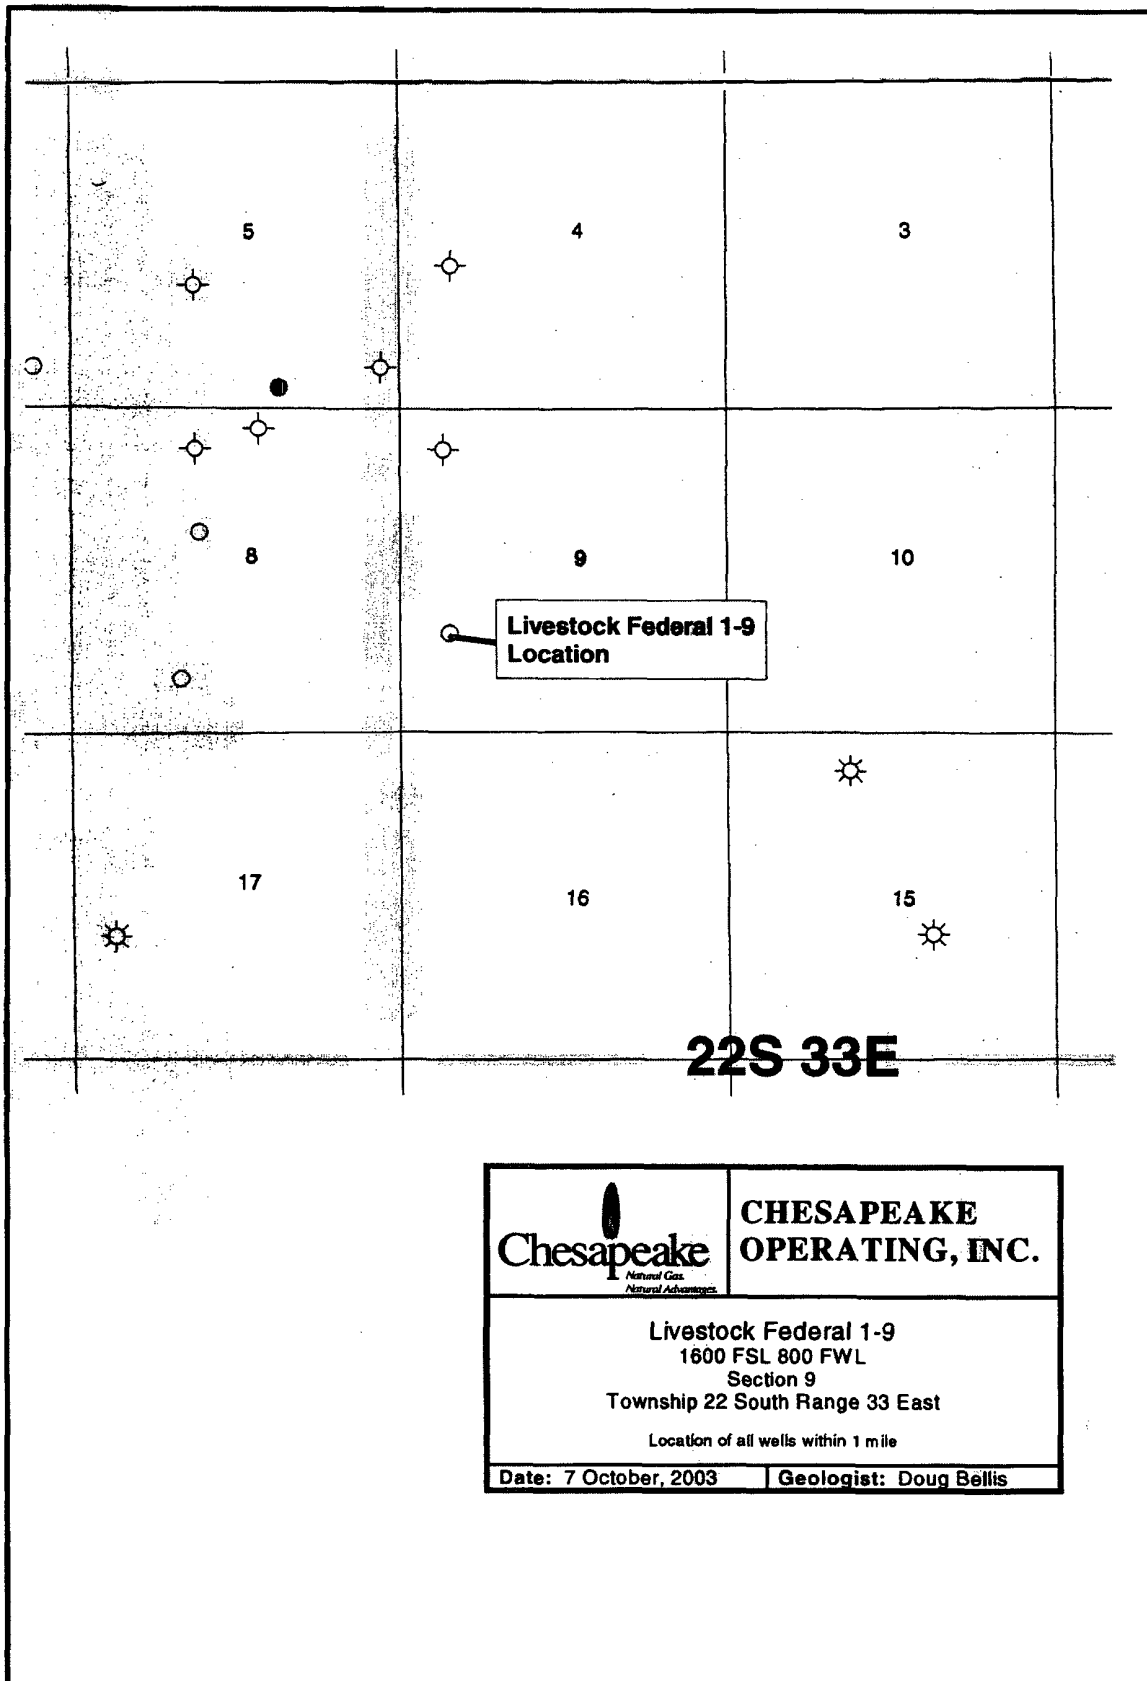 5
4
3
8
9
10
Livestock Federal 1-9
Location
17
16
15
22S 33E
Chesapeake
Natural Gas.
Natural Advantages.
CHESAPEAKE
OPERATING, INC.
Livestock Federal 1-9
1600 FSL 800 FWL
Section 9
Township 22 South Range 33 East
Location of all wells within 1 mile
Date: 7 October, 2003
Geologist: Doug Bellis